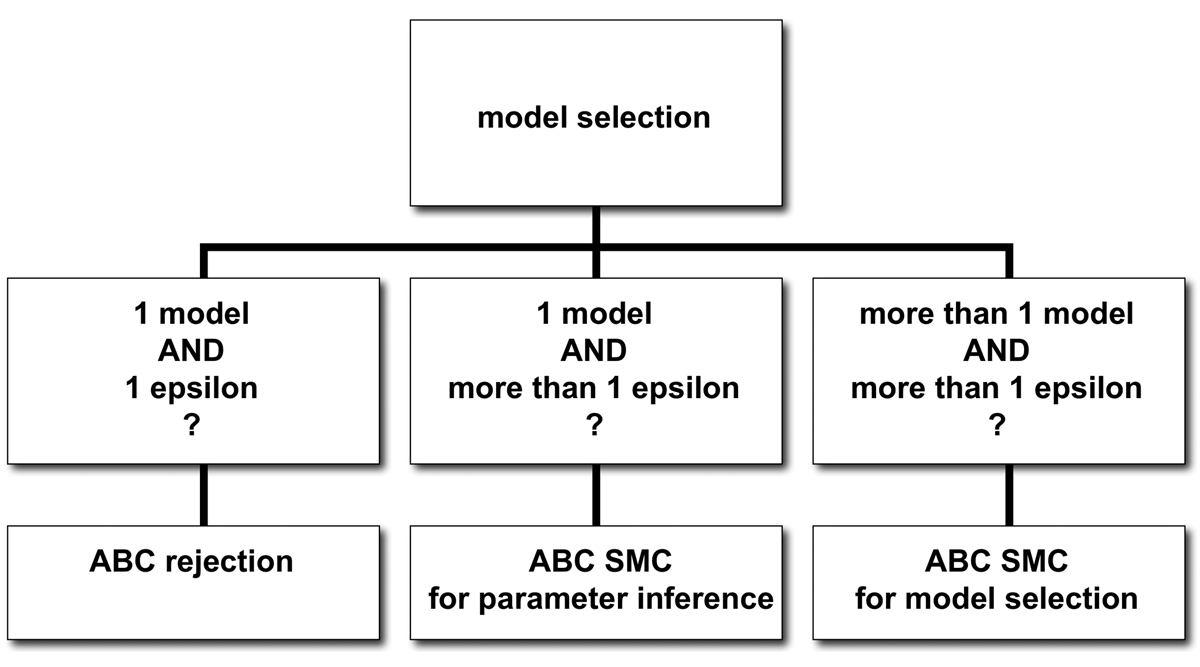 model selection
1 model
AND
1 epsilon
?
1 model
AND
more than 1 epsilon
?
more than 1 model
AND
more than 1 epsilon
?
ABC rejection
ABC SMC
for parameter inference
ABC SMC
for model selection